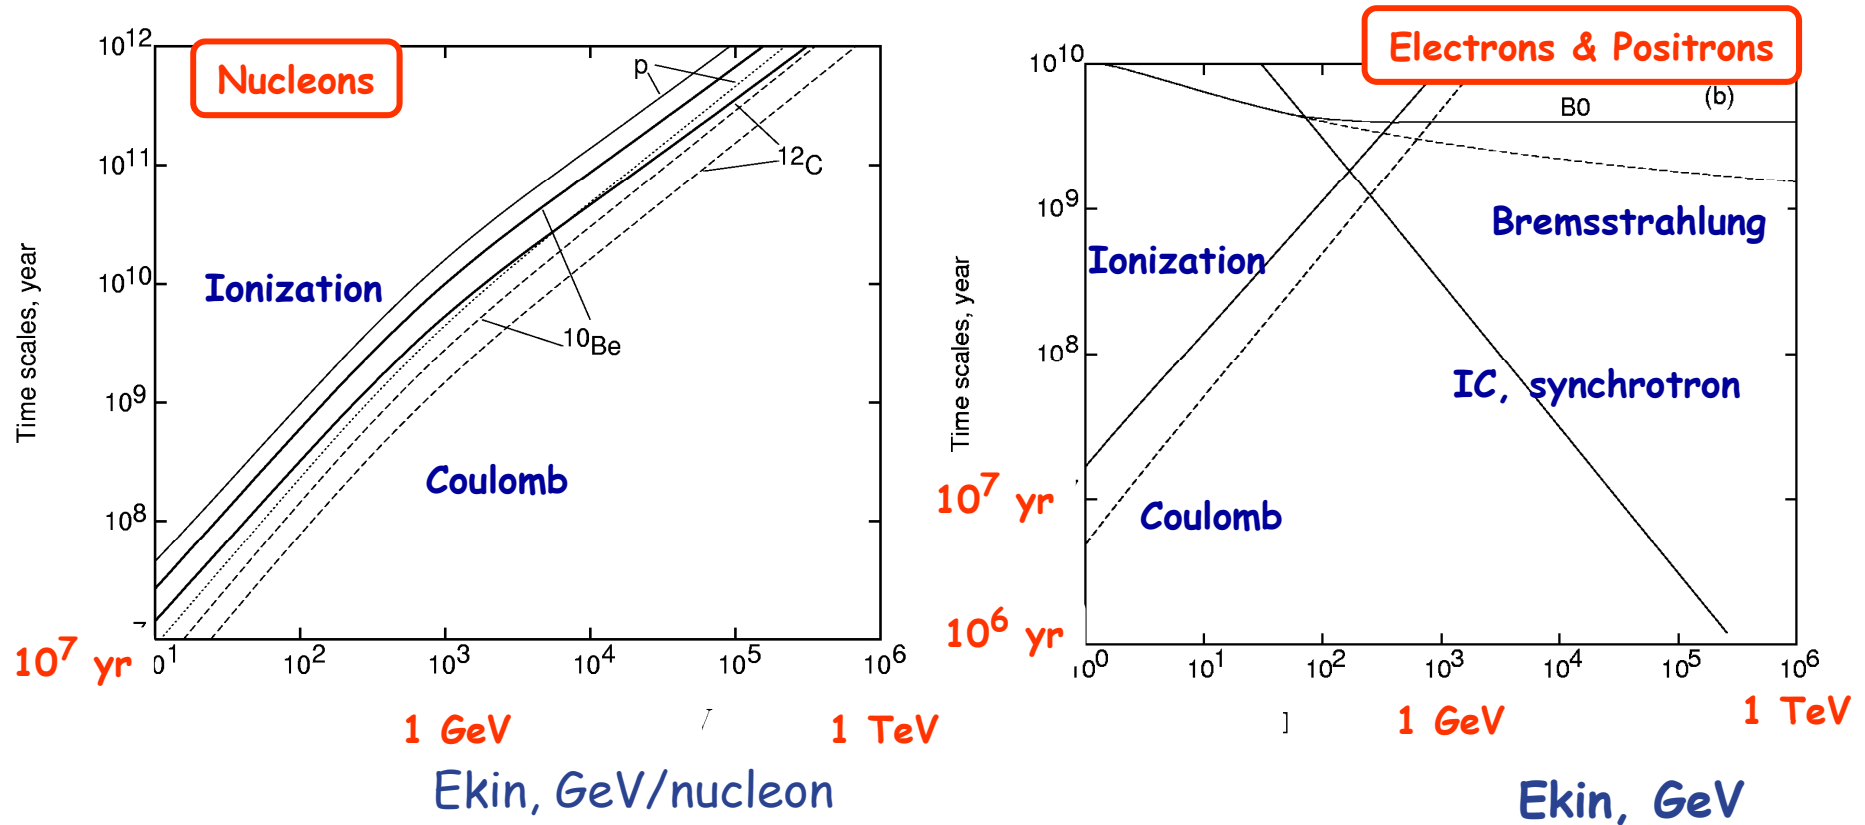 Nucleons
10^12
10^11
10^10
10^9
10^8
10^7 yr
Time scales, year
p
12C
10Be
Ionization
Coulomb
0^1 10^2 10^3 10^4 10^5 10^6
1 GeV 1 TeV
Ekin, GeV/nucleon
Electrons & Positrons
10^10
10^9
10^8
10^7 yr
10^6 yr
Time scales, year
(b)
B0
Bremsstrahlung
Ionization
IC, synchrotron
Coulomb
10^0 10^1 10^2 10^3 10^4 10^5 10^6
]
1 GeV 1 TeV
Ekin, GeV